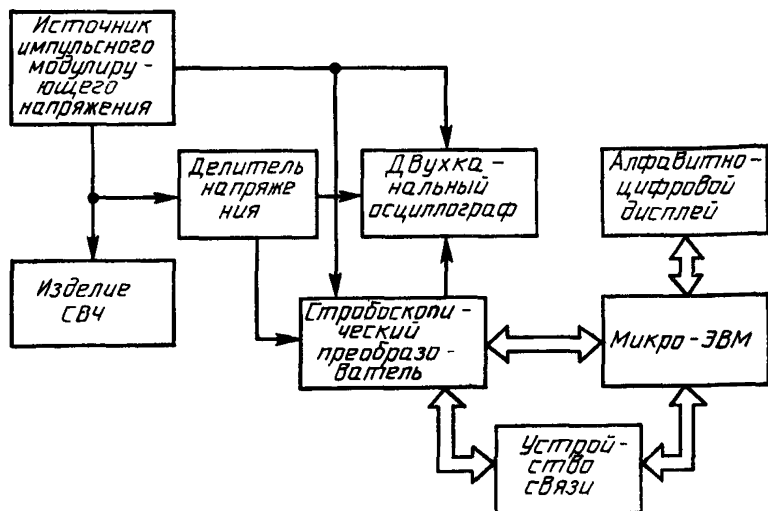 Источник
импульсного
модулиру-
ющего
напряжения
Делитель
напряже
ния
Двухка-
нальный
осциллограф
Алфавитно-
цифровой
дисплей
Изделие
СВЧ
Стробоскопи-
ческий
преобразо-
ватель
Микро-ЭВМ
Устрой-
ство
связи